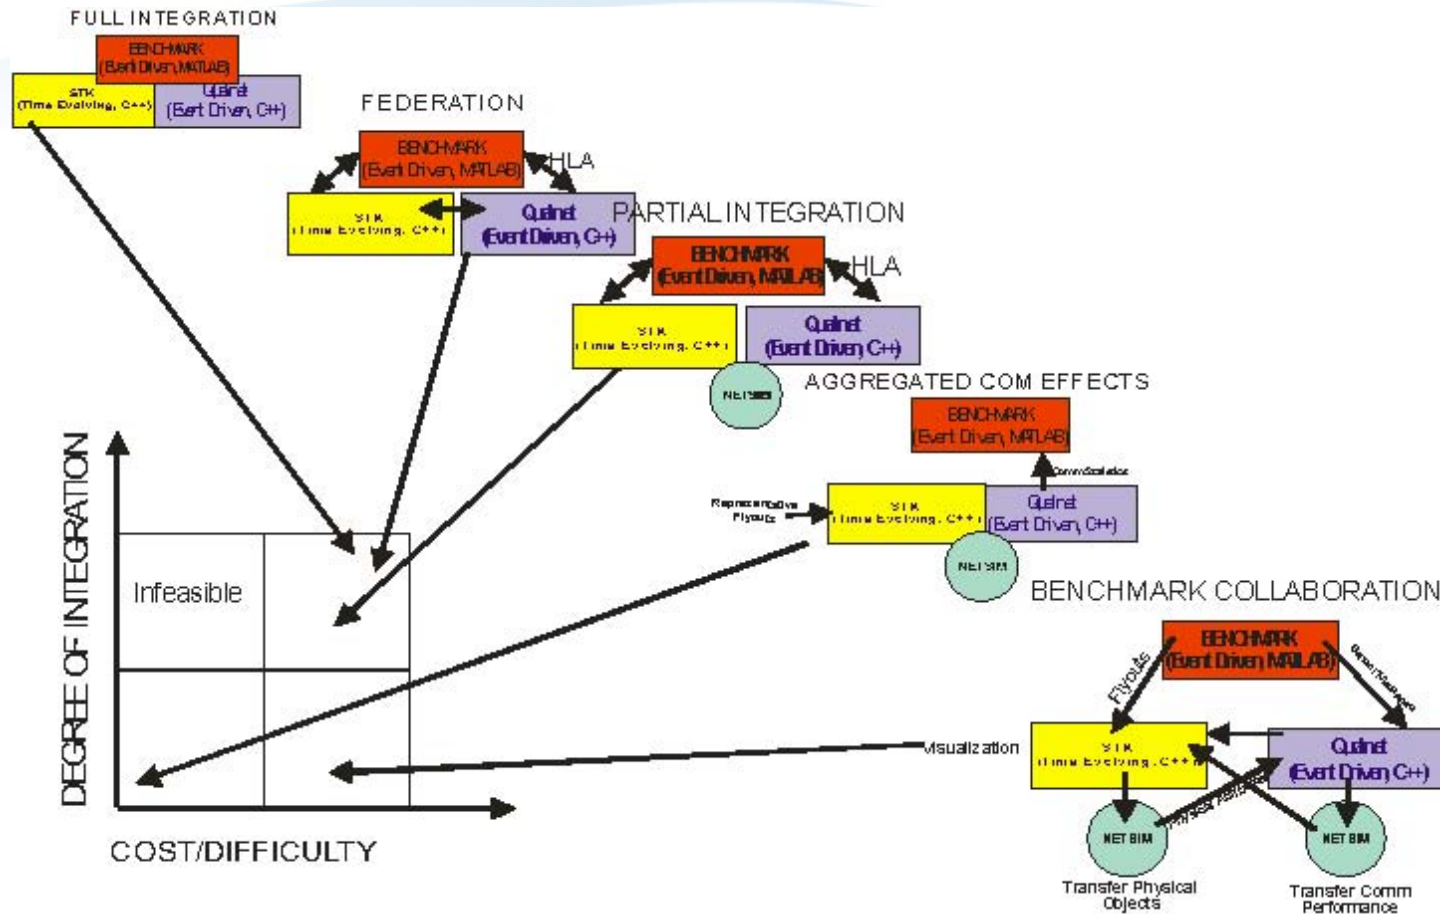 FULL INTEGRATION
BENCHMARK
(Event Driven, MATLAB)
STK
(Time Evolving, C++)
Qualnet
(Event Driven, C++)
FEDERATION
BENCHMARK
(Event Driven, MATLAB)
HLA
STK
(Time Evolving, C++)
Qualnet
(Event Driven, C++)
PARTIAL INTEGRATION
BENCHMARK
(Event Driven, MATLAB)
HLA
STK
(Time Evolving, C++)
Qualnet
(Event Driven, C++)
AGGREGATED COM EFFECTS
BENCHMARK
(Event Driven, MATLAB)
Representative
Flyouts
STK
(Time Evolving, C++)
Qualnet
(Event Driven, C++)
NETSIM
BENCHMARK COLLABORATION
BENCHMARK
(Event Driven, MATLAB)
Flyouts
Visualization
STK
(Time Evolving, C++)
Qualnet
(Event Driven, C++)
NETSIM
NETSIM
Transfer Physical
Objects
Transfer Comm
Performance
DEGREE OF INTEGRATION
Infeasible
COST/DIFFICULTY